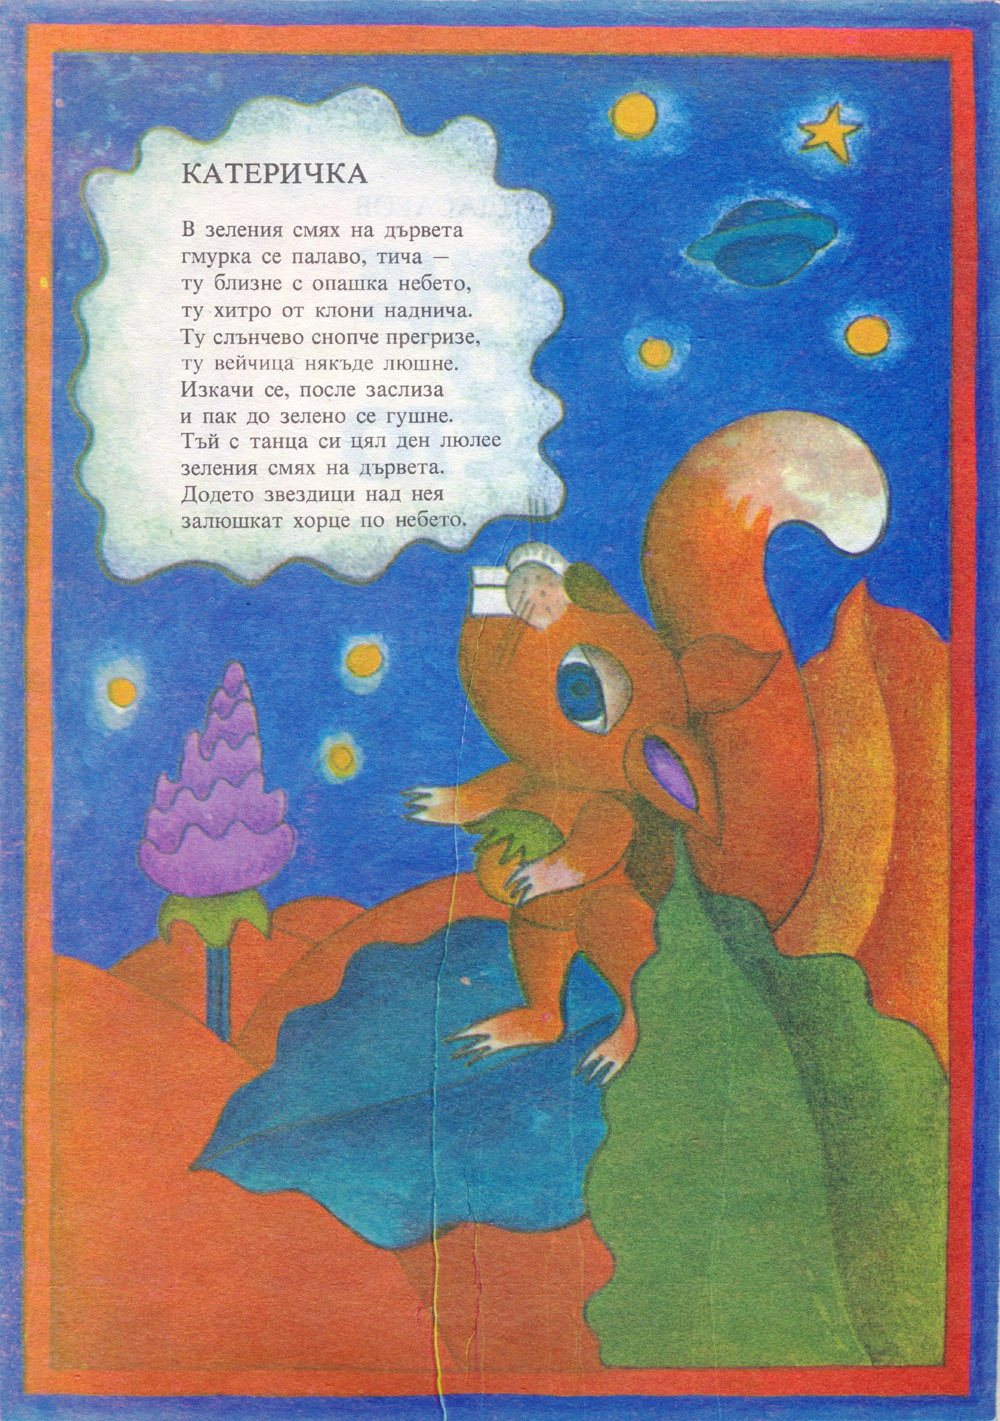 КАТЕРИЧКА
В зеления смях на дървета
гмурка се палаво, тича —
ту близне с опашка небето,
ту хитро от клони наднича.
Ту слънчево снопче прегризе,
ту вейчица някъде люшне.
Изкачи се, после заслиза
и пак до зелено се гушне.
Тъй с танца си цял ден люлее
зеления смях на дървета.
Додето звездици над нея
залюшкат хорце по небето.